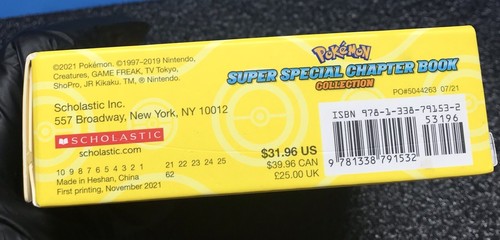 ©2021 Pokémon. ©1997–2019 Nintendo,
Creatures, GAME FREAK, TV Tokyo,
ShoPro, JR Kikaku. TM, ® Nintendo.
Scholastic Inc.
557 Broadway, New York, NY 10012
SCHOLASTIC
scholastic.com
10 9 8 7 6 5 4 3 2 1 21 22 23 24 25
Made in Heshan, China 62
First printing, November 2021
POKÉMON
SUPER SPECIAL CHAPTER BOOK
COLLECTION
PO#5044263 07/21
$31.96 US
$39.96 CAN
£25.00 UK
ISBN 978-1-338-79153-2
53196
9 781338 791532